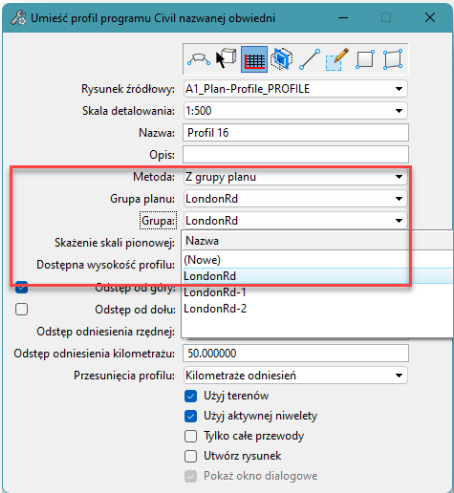 Umieść profil programu Civil nazwanej obwiedni
Rysunek źródłowy: A1_Plan-Profile_PROFILE
Skala detalowania: 1:500
Nazwa: Profil 16
Opis:
Metoda: Z grupy planu
Grupa planu: LondonRd
Grupa: LondonRd
Skażenie skali pionowej: Nazwa
(Nowe)
Dostępna wysokość profilu:
LondonRd
Odstęp od góry:
LondonRd-1
Odstęp od dołu: LondonRd-2
Odstęp odniesienia rzędnej:
Odstęp odniesienia kilometrażu: 50.000000
Przesunięcia profilu: Kilometraże odniesień
Użyj terenów
Użyj aktywnej niwelety
Tylko całe przewody
Utwórz rysunek
Pokaż okno dialogowe